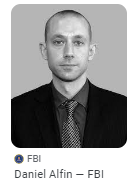 FBI
Daniel Alfin — FBI